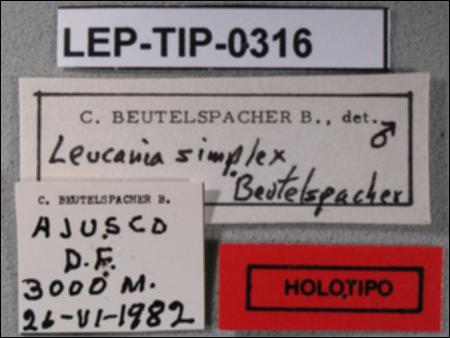 LEP-TIP-0316
C. BEUTELSPACHER B., det. ♂
Leucania simplex
Beutelspacher
C. BEUTELSPACHER B.
AJUSCO
D.F.
3000 M.
26-VI-1982
HOLOTIPO